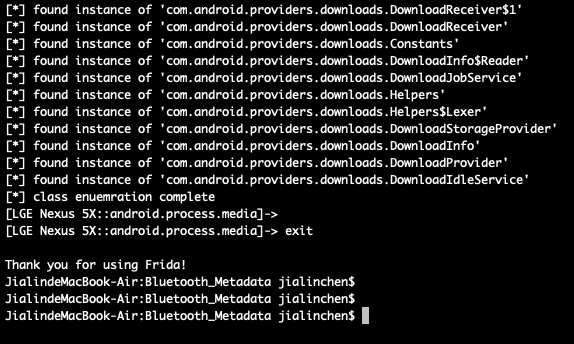 [*] found instance of 'com.android.providers.downloads.DownloadReceiver$1'
[*] found instance of 'com.android.providers.downloads.DownloadReceiver'
[*] found instance of 'com.android.providers.downloads.Constants'
[*] found instance of 'com.android.providers.downloads.DownloadInfo$Reader'
[*] found instance of 'com.android.providers.downloads.DownloadJobService'
[*] found instance of 'com.android.providers.downloads.Helpers'
[*] found instance of 'com.android.providers.downloads.Helpers$Lexer'
[*] found instance of 'com.android.providers.downloads.DownloadStorageProvider'
[*] found instance of 'com.android.providers.downloads.DownloadInfo'
[*] found instance of 'com.android.providers.downloads.DownloadProvider'
[*] found instance of 'com.android.providers.downloads.DownloadIdleService'
[*] class enuemration complete
[LGE Nexus 5X::android.process.media]->
[LGE Nexus 5X::android.process.media]-> exit
Thank you for using Frida!
JialindeMacBook-Air:Bluetooth_Metadata jialinchen$
JialindeMacBook-Air:Bluetooth_Metadata jialinchen$
JialindeMacBook-Air:Bluetooth_Metadata jialinchen$